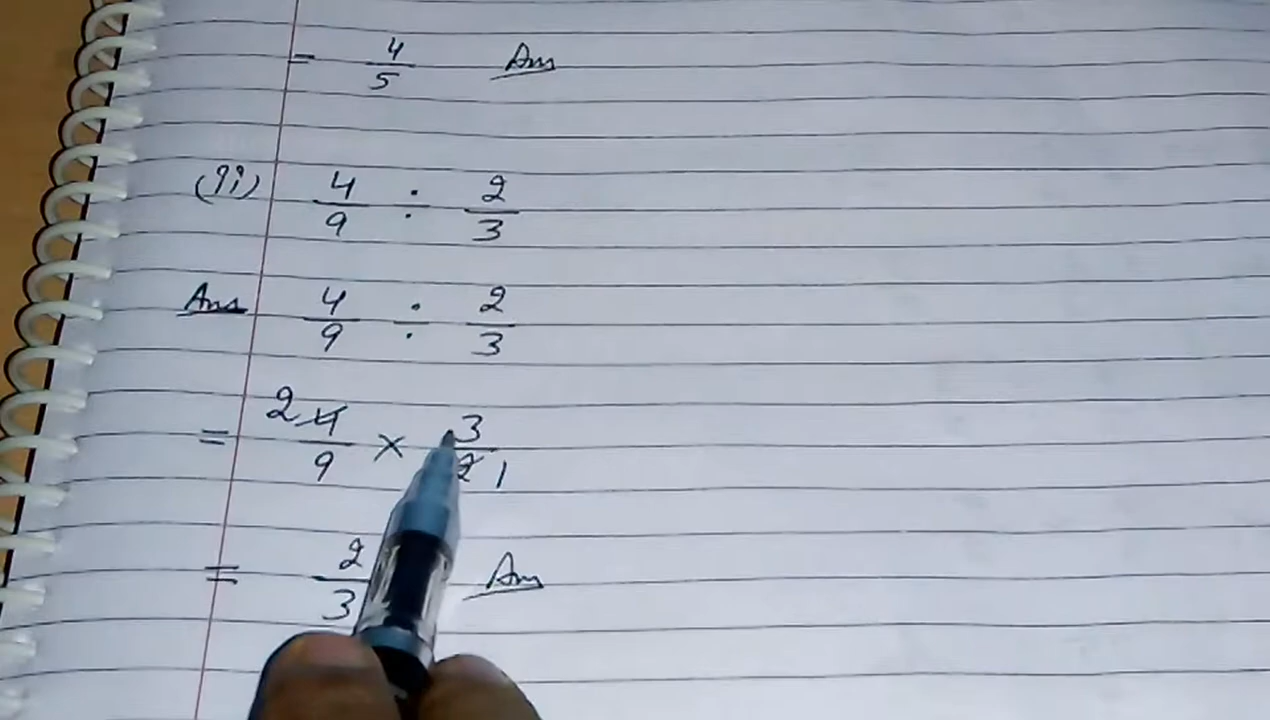 = 4/5 Ans
(ii) 4/9 ÷ 2/3
Ans 4/9 ÷ 2/3
= 2 4/9 × 3/2 1
= 2/3 Ans